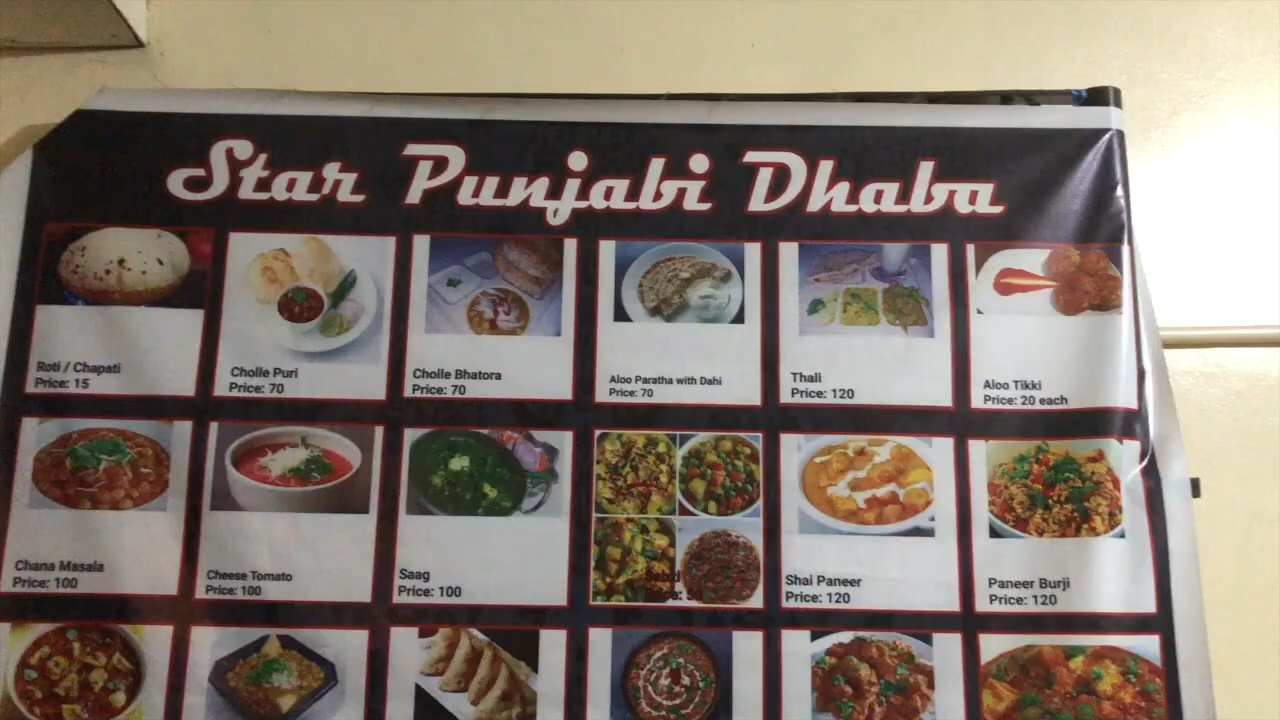 Star Punjabi Dhaba
Roti / Chapati
Price: 15
Cholle Puri
Price: 70
Cholle Bhatora
Price: 70
Aloo Paratha with Dahi
Price: 70
Thali
Price: 120
Aloo Tikki
Price: 20 each
Chana Masala
Price: 100
Cheese Tomato
Price: 100
Saag
Price: 100
Shai Paneer
Price: 120
Paneer Burji
Price: 120